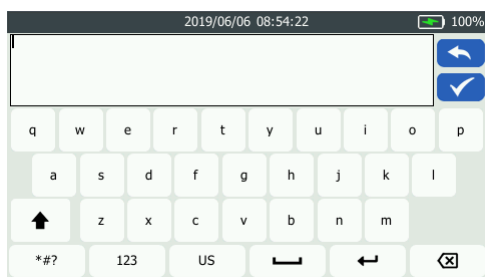 2019/06/06 08:54:22 100%
q w e r t y u i o p
a s d f g h j k l
z x c v b n m
*#? 123 US